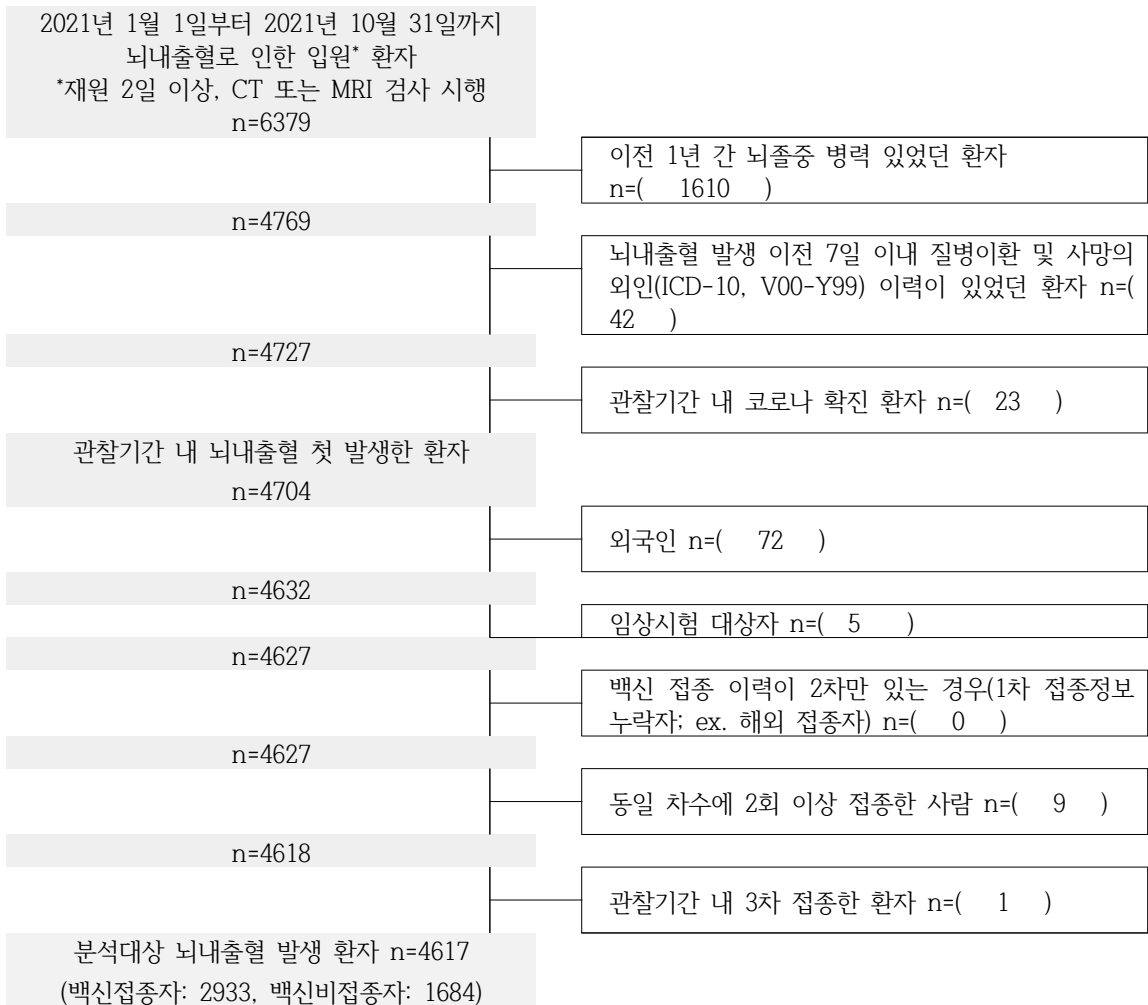 2021년 1월 1일부터 2021년 10월 31일까지
뇌내출혈로 인한 입원* 환자
*재원 2일 이상, CT 또는 MRI 검사 시행
n=6379
이전 1년 간 뇌졸중 병력 있었던 환자
n=( 1610 )
n=4769
뇌내출혈 발생 이전 7일 이내 질병이환 및 사망의
외인(ICD-10, V00-Y99) 이력이 있었던 환자 n=(
42 )
n=4727
관찰기간 내 코로나 확진 환자 n=( 23 )
관찰기간 내 뇌내출혈 첫 발생한 환자
n=4704
외국인 n=( 72 )
n=4632
임상시험 대상자 n=( 5 )
n=4627
백신 접종 이력이 2차만 있는 경우(1차 접종정보
누락자; ex. 해외 접종자) n=( 0 )
n=4627
동일 차수에 2회 이상 접종한 사람 n=( 9 )
n=4618
관찰기간 내 3차 접종한 환자 n=( 1 )
분석대상 뇌내출혈 발생 환자 n=4617
(백신접종자: 2933, 백신비접종자: 1684)